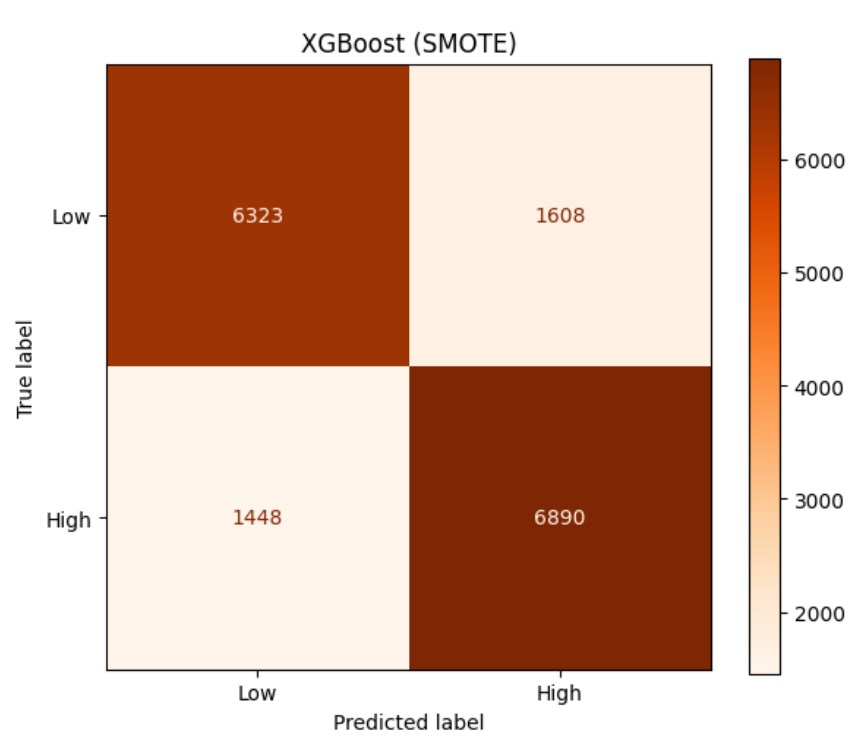 XGBoost (SMOTE)
Low
6323
1608
High
1448
6890
Low
High
Predicted label
True label
6000
5000
4000
3000
2000